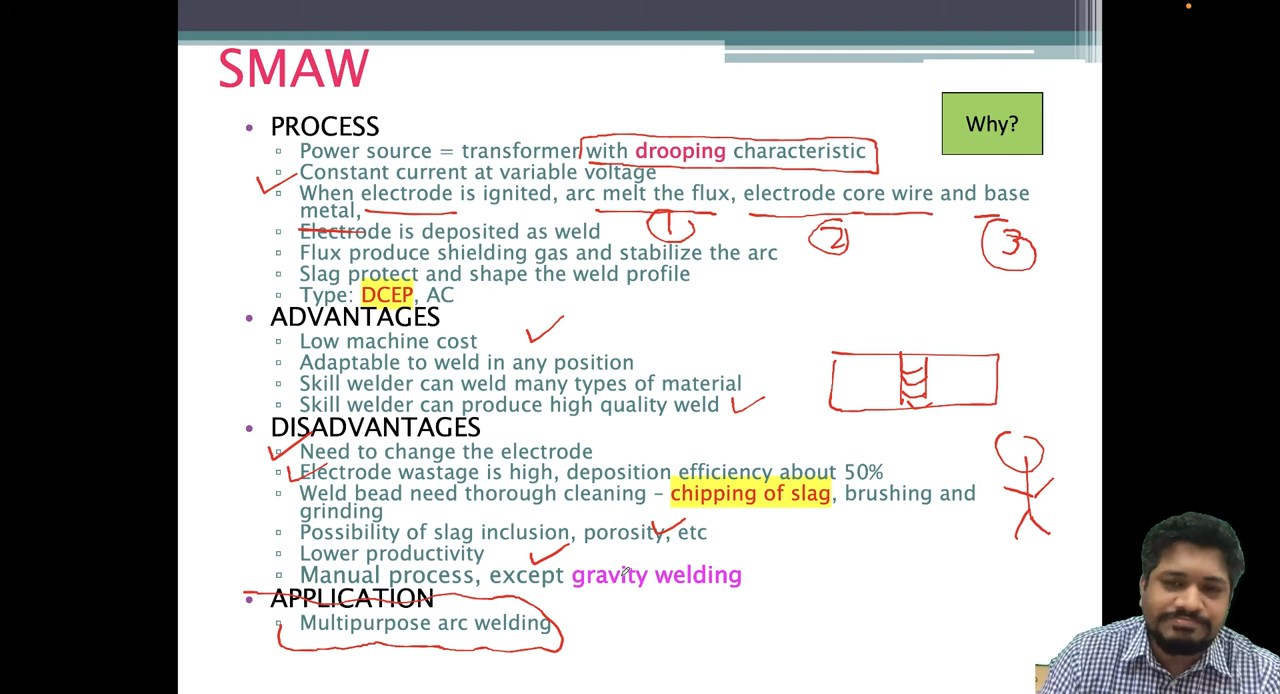 SMAW
Why?
• PROCESS
▫ Power source = transformer with drooping characteristic
▫ Constant current at variable voltage
▫ When electrode is ignited, arc melt the flux, electrode core wire and base
metal,
1 2 3
▫ Electrode is deposited as weld
▫ Flux produce shielding gas and stabilize the arc
▫ Slag protect and shape the weld profile
▫ Type: DCEP, AC
• ADVANTAGES
▫ Low machine cost
▫ Adaptable to weld in any position
▫ Skill welder can weld many types of material
▫ Skill welder can produce high quality weld
• DISADVANTAGES
▫ Need to change the electrode
▫ Electrode wastage is high, deposition efficiency about 50%
▫ Weld bead need thorough cleaning – chipping of slag, brushing and
grinding
▫ Possibility of slag inclusion, porosity, etc
▫ Lower productivity
▫ Manual process, except gravity welding
• APPLICATION
▫ Multipurpose arc welding